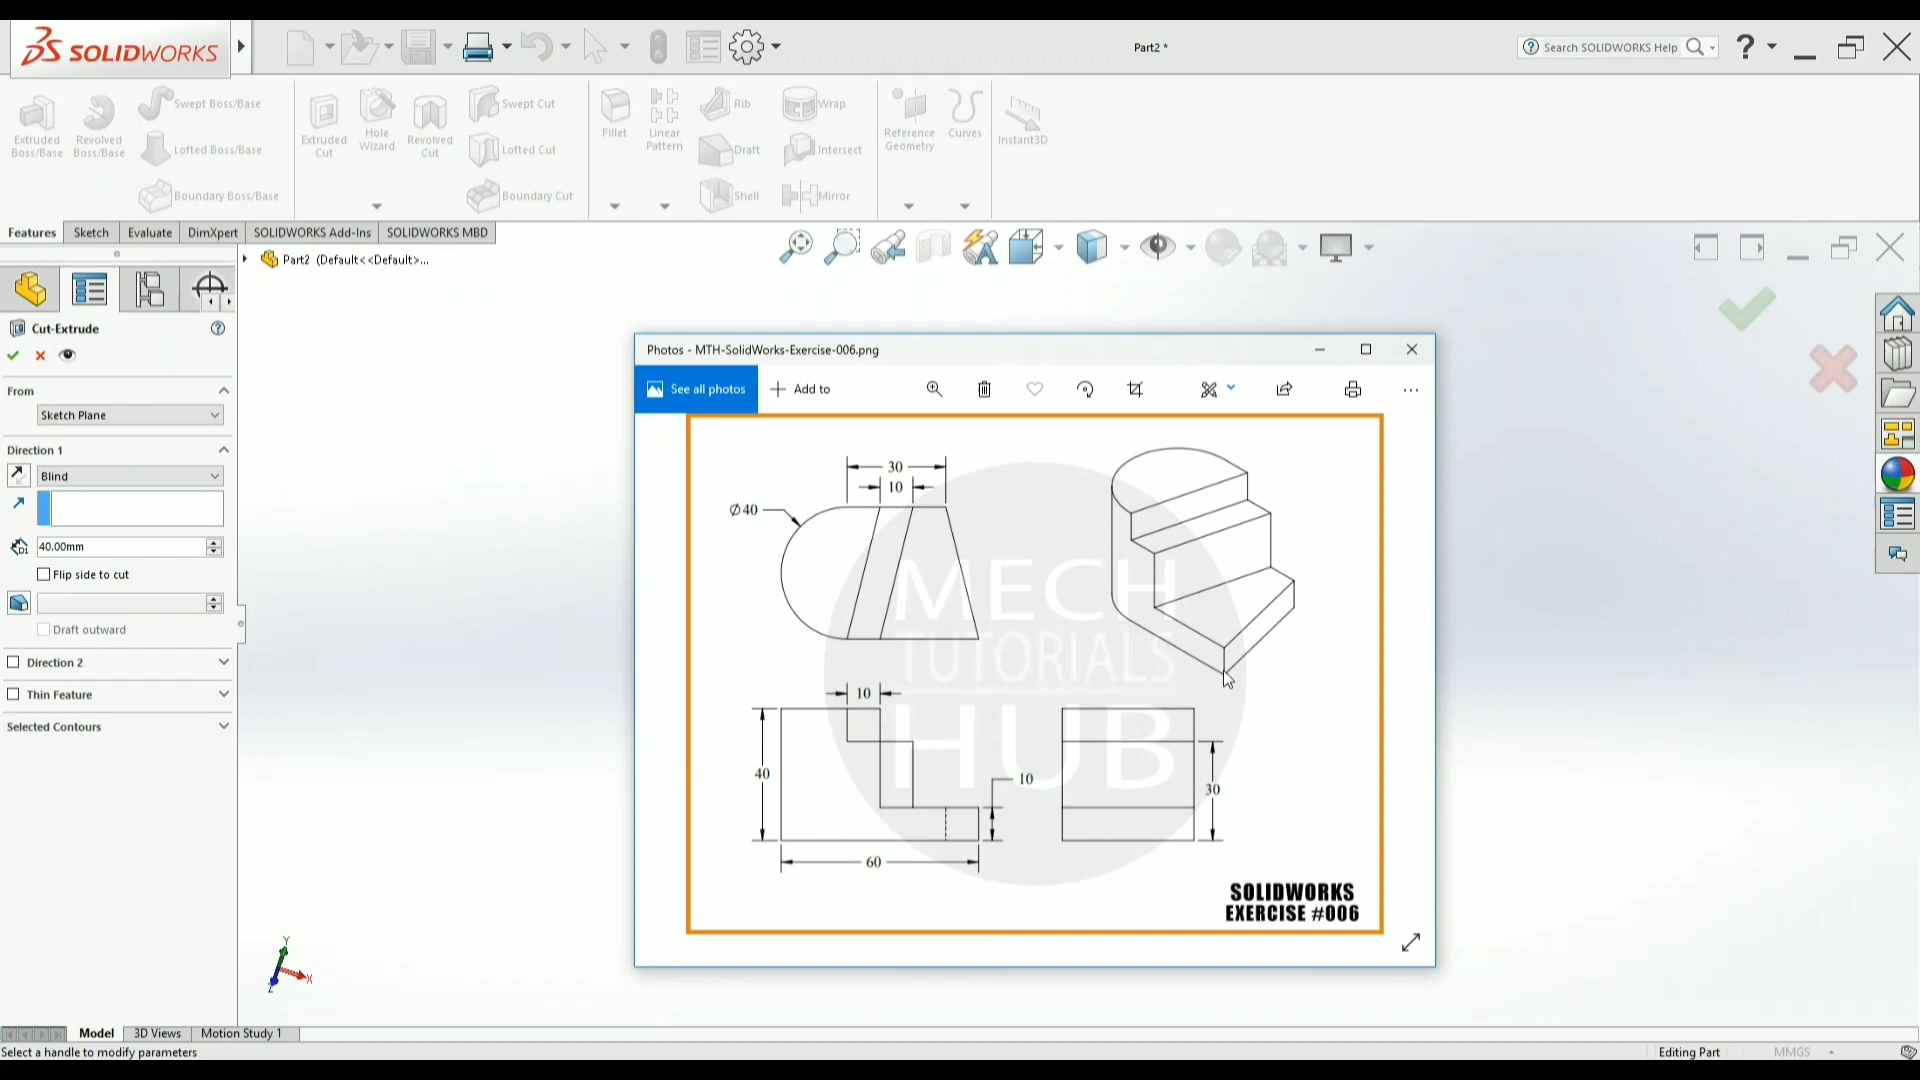 SOLIDWORKS
Part2 *
Search SOLIDWORKS Help
Extruded Boss/Base
Revolved Boss/Base
Swept Boss/Base
Lofted Boss/Base
Boundary Boss/Base
Extruded Cut
Hole Wizard
Revolved Cut
Swept Cut
Lofted Cut
Boundary Cut
Fillet
Linear Pattern
Rib
Draft
Shell
Wrap
Intersect
Mirror
Reference Geometry
Curves
Instant3D
Features
Sketch
Evaluate
DimXpert
SOLIDWORKS Add-Ins
SOLIDWORKS MBD
Part2 (Default<<Default>...
Cut-Extrude
From
Sketch Plane
Direction 1
Blind
D1
40.00mm
Flip side to cut
Draft outward
Direction 2
Thin Feature
Selected Contours
Photos - MTH-SolidWorks-Exercise-006.png
See all photos
Add to
30
10
Ø40
MECH
TUTORIALS
HUB
10
40
10
30
60
SOLIDWORKS
EXERCISE #006
Y
X
Z
Model
3D Views
Motion Study 1
Select a handle to modify parameters
Editing Part
MMGS